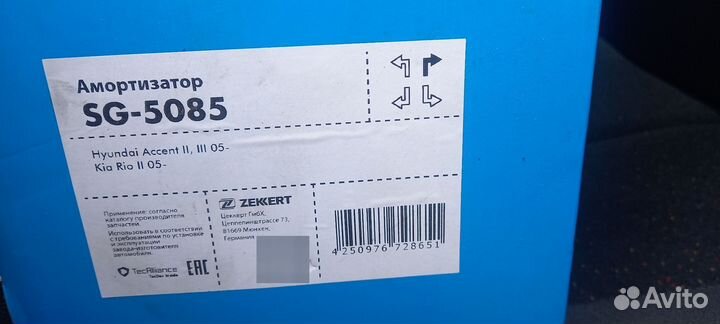 Амортизатор
SG-5085
Hyundai Accent II, III 05-
Kia Rio II 05-
Применение: согласно
каталогу производителя
запчастей
Использовать в соответствии
с требованиями по установке
и эксплуатации
завода-изготовителя
автомобиля.
TecAlliance
TecDoc Inside
EAC
ZEKKERT
Цеккерт ГмбХ,
Цеппелинштрассе 73,
81669 Мюнхен,
Германия
4 250976 728651
Avito